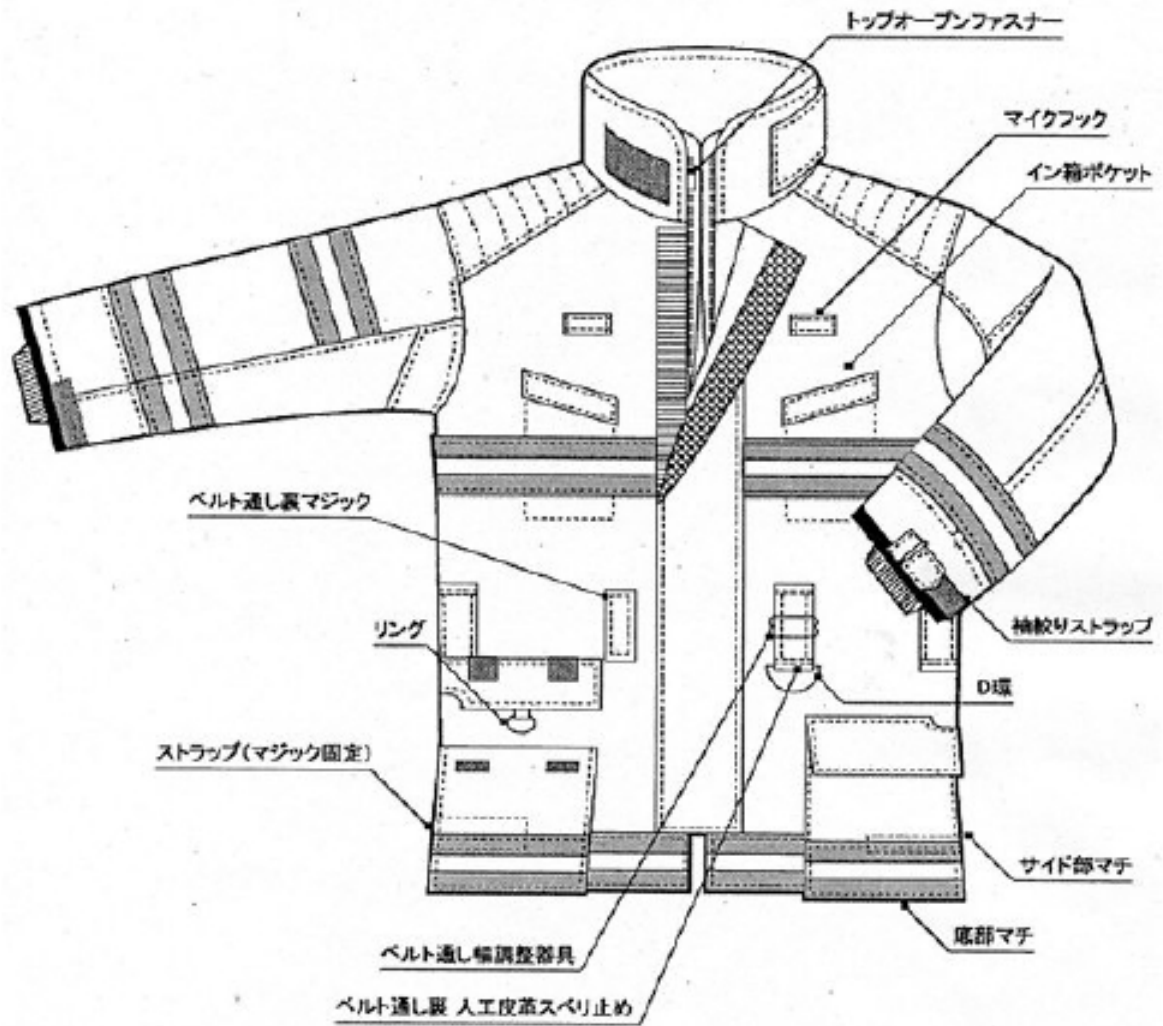 トップオープンファスナー
マイクフック
イン箱ポケット
ベルト通し裏マジック
リング
袖絞りストラップ
D環
ストラップ(マジック固定)
サイド部マチ
底部マチ
ベルト通し幅調整器具
ベルト通し裏 人工皮革スベリ止め